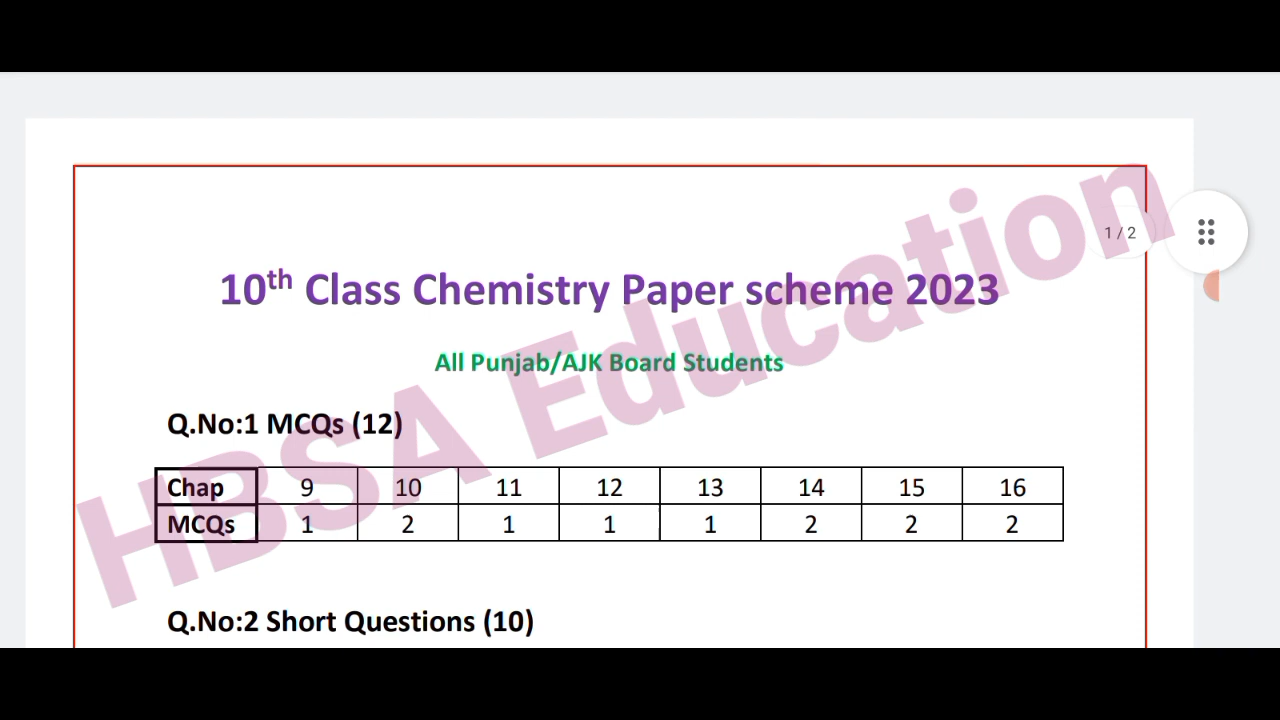 10th Class Chemistry Paper scheme 2023
1 / 2
All Punjab/AJK Board Students
Q.No:1 MCQs (12)
Chap 9 10 11 12 13 14 15 16
MCQs 1 2 1 1 1 2 2 2
Q.No:2 Short Questions (10)
HBSA Education